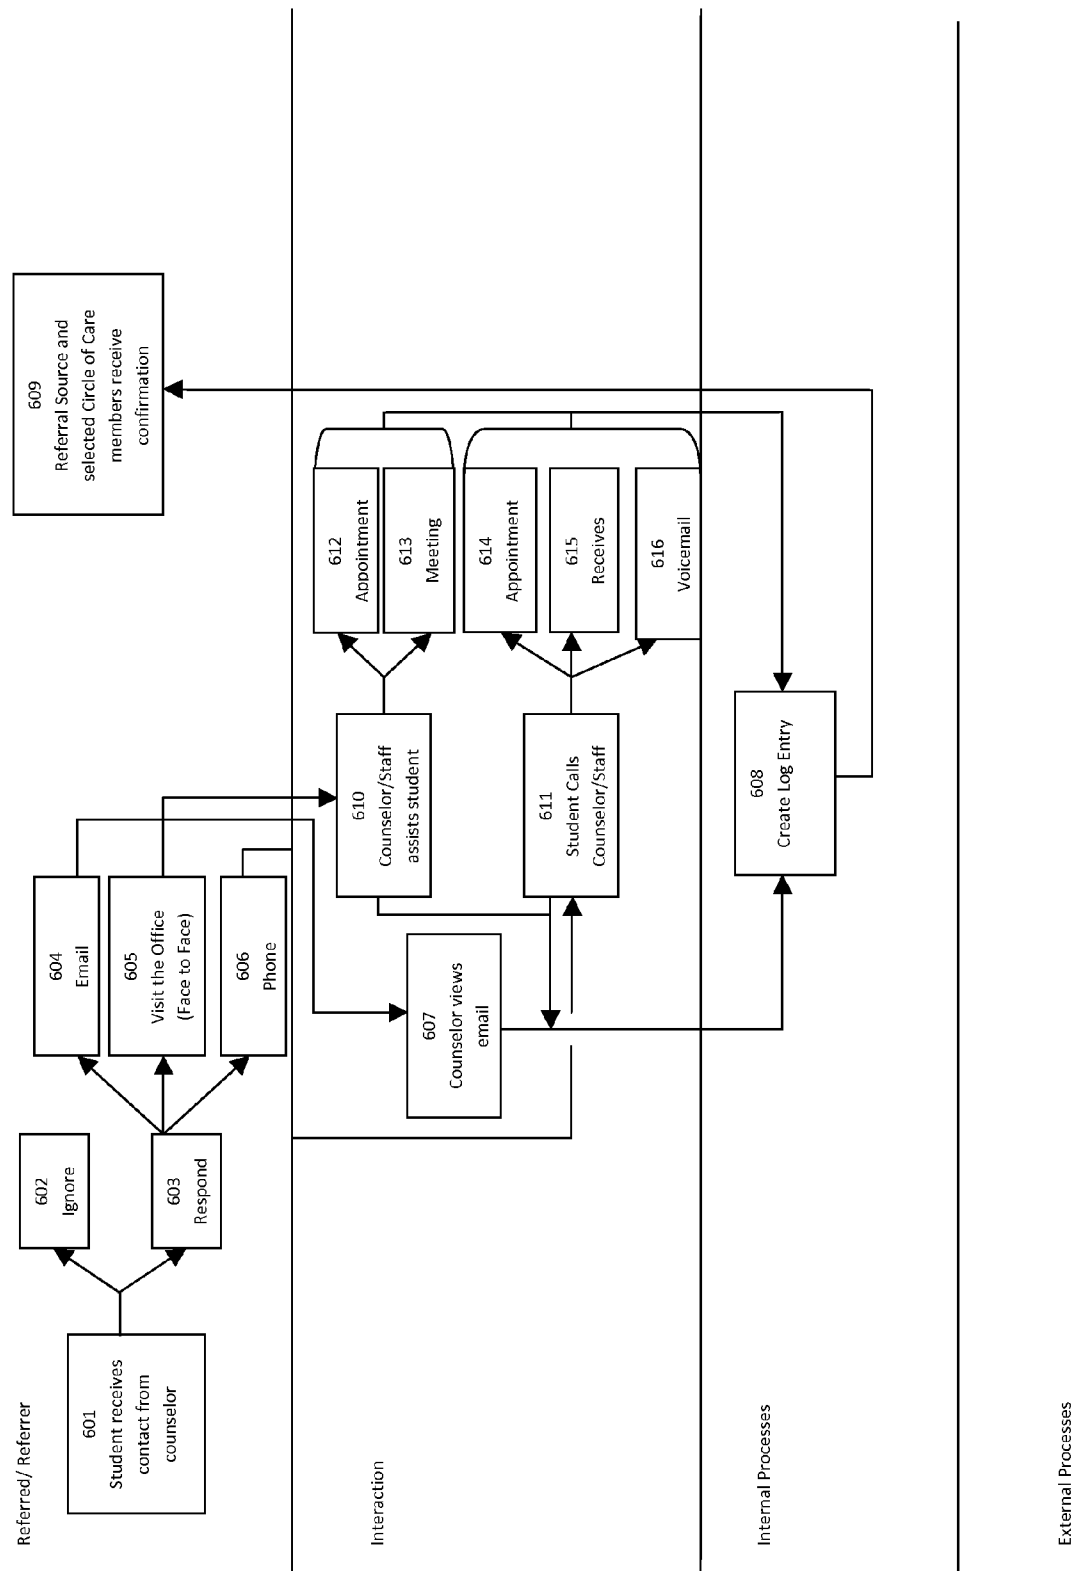 Referred/ Referrer
601
Student receives
contact from
counselor
602
Ignore
603
Respond
604
Email
605
Visit the Office
(Face to Face)
606
Phone
609
Referral Source and
selected Circle of Care
members receive
confirmation
Interaction
607
Counselor views
email
610
Counselor/Staff
assists student
611
Student Calls
Counselor/Staff
612
Appointment
613
Meeting
614
Appointment
615
Receives
616
Voicemail
Internal Processes
608
Create Log Entry
External Processes